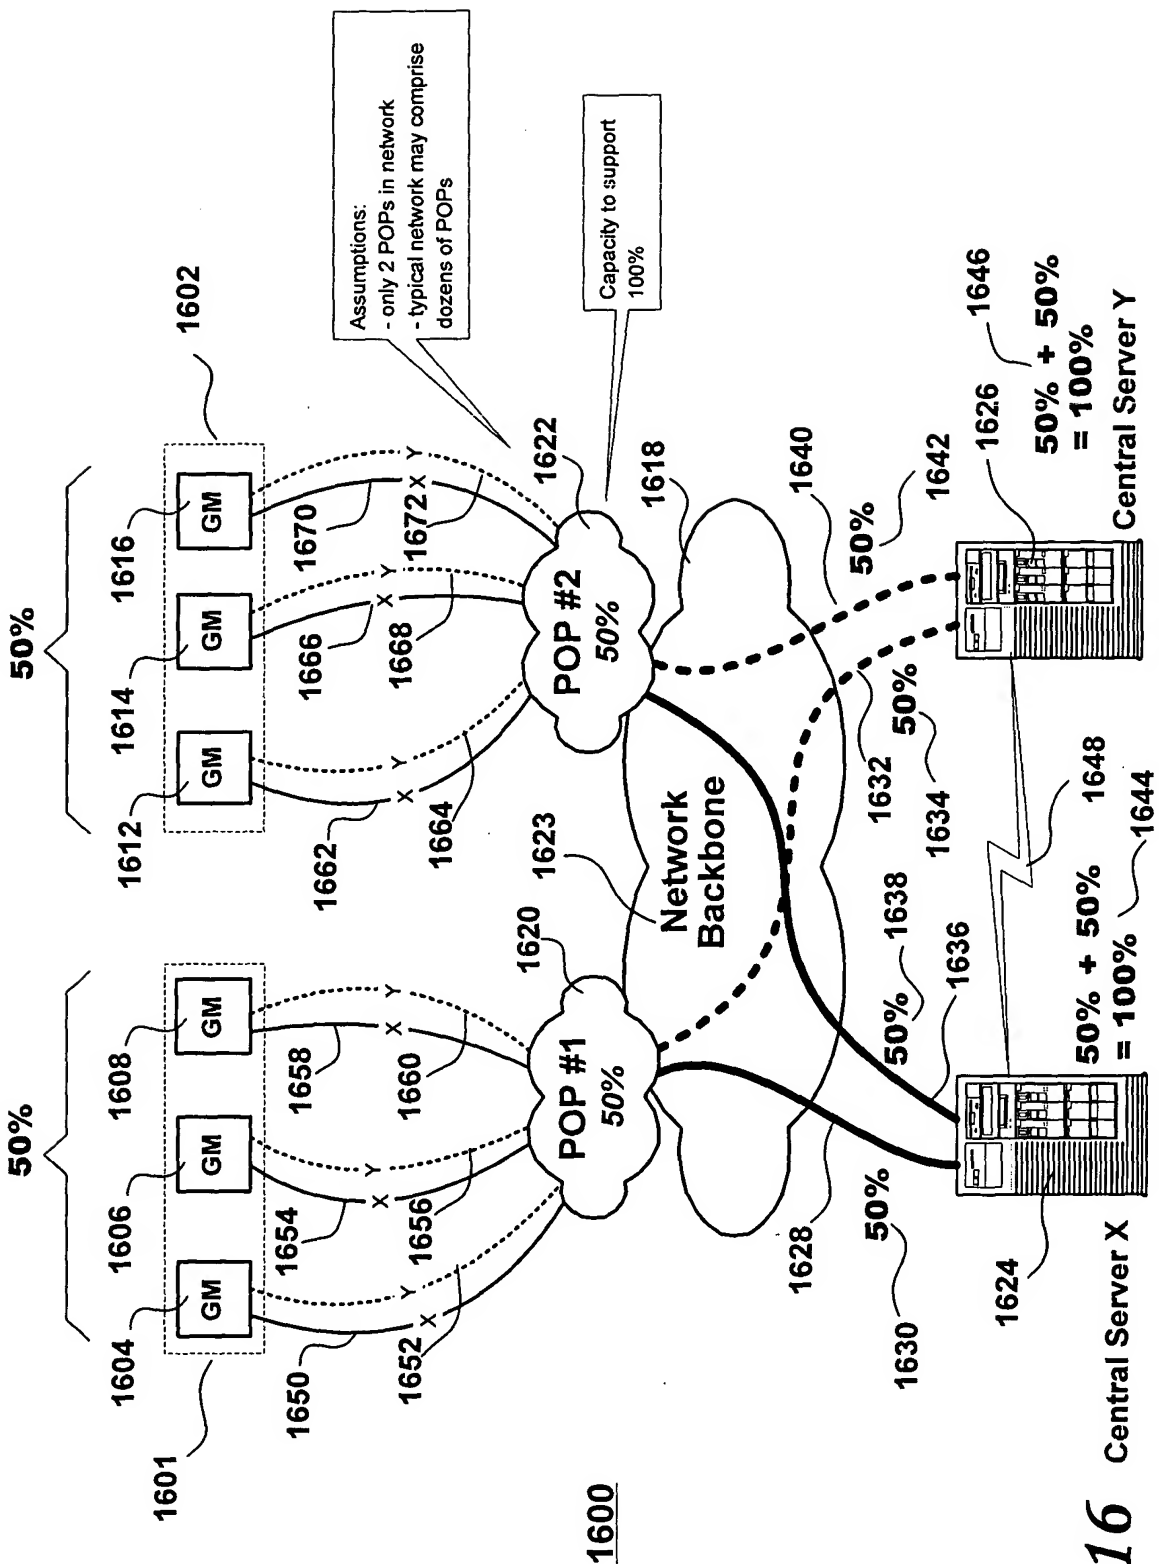 50%
50%
1601
1604
1606
1608
1612
1614
1616
1602
GM
GM
GM
GM
GM
GM
1650
X
Y
1652
1654
X
Y
1656
1658
X
Y
1660
1662
X
Y
1664
1666
X
Y
1668
1670
X
Y
1672
Assumptions:
- only 2 POPs in network
- typical network may comprise
dozens of POPs
Capacity to support
100%
1600
1620
POP #1
50%
1623
POP #2
50%
1622
1618
Network
Backbone
1628
50%
1630
50%
1638
1636
1632
50%
1634
1640
50%
1642
1624
1648
50% + 50%
= 100%
1644
1626
50% + 50%
= 100%
1646
16
Central Server X
Central Server Y